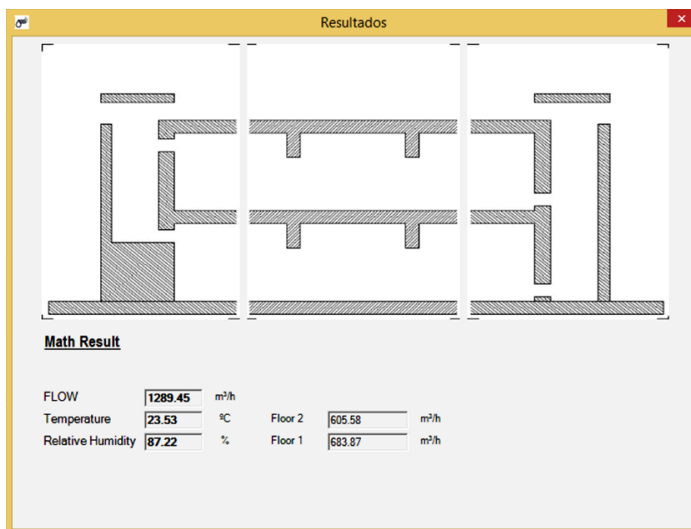 Resultados
Math Result
FLOW 1289.45 m³/h
Temperature 23.53 ºC Floor 2 605.58 m³/h
Relative Humidity 87.22 % Floor 1 683.87 m³/h